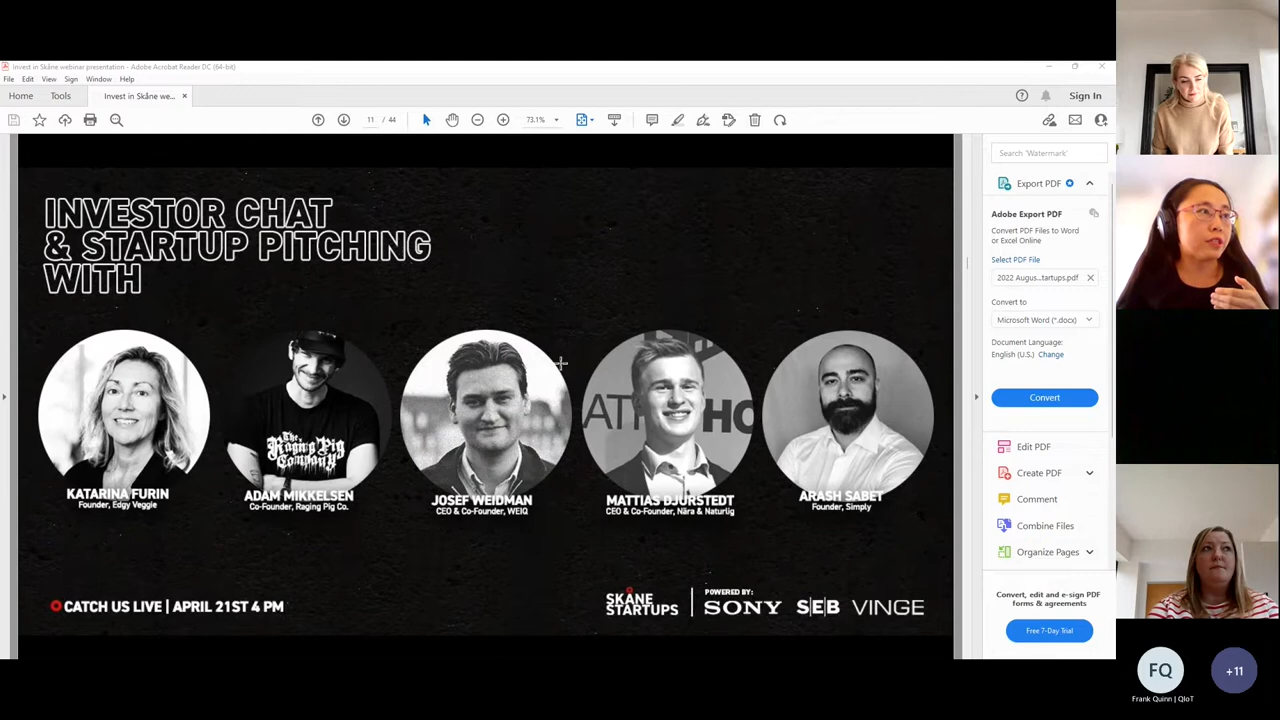 Invest in Skåne webinar presentation - Adobe Acrobat Reader DC (64-bit)
File Edit View Sign Window Help
Home Tools Invest in Skåne we... × Sign In
11 / 44 73.1%
INVESTOR CHAT
& STARTUP PITCHING
WITH
The
Raging Pig
Company
ATH HO
KATARINA FURIN
Founder, Edgy Veggie
ADAM MIKKELSEN
Co-Founder, Raging Pig Co.
JOSEF WEIDMAN
CEO & Co-Founder, WEIQ
MATTIAS DJURSTEDT
CEO & Co-Founder, Nära & Naturlig
ARASH SABET
Founder, Simply
CATCH US LIVE | APRIL 21ST 4 PM
SKÅNE
STARTUPS
POWERED BY:
SONY SEB VINGE
Search 'Watermark'
Export PDF
Adobe Export PDF
Convert PDF Files to Word
or Excel Online
Select PDF File
2022 Augus...tartups.pdf
Convert to
Microsoft Word (*.docx)
Document Language:
English (U.S.) Change
Convert
Edit PDF
Create PDF
Comment
Combine Files
Organize Pages
Convert, edit and e-sign PDF
forms & agreements
Free 7-Day Trial
FQ
+11
Frank Quinn | QIoT